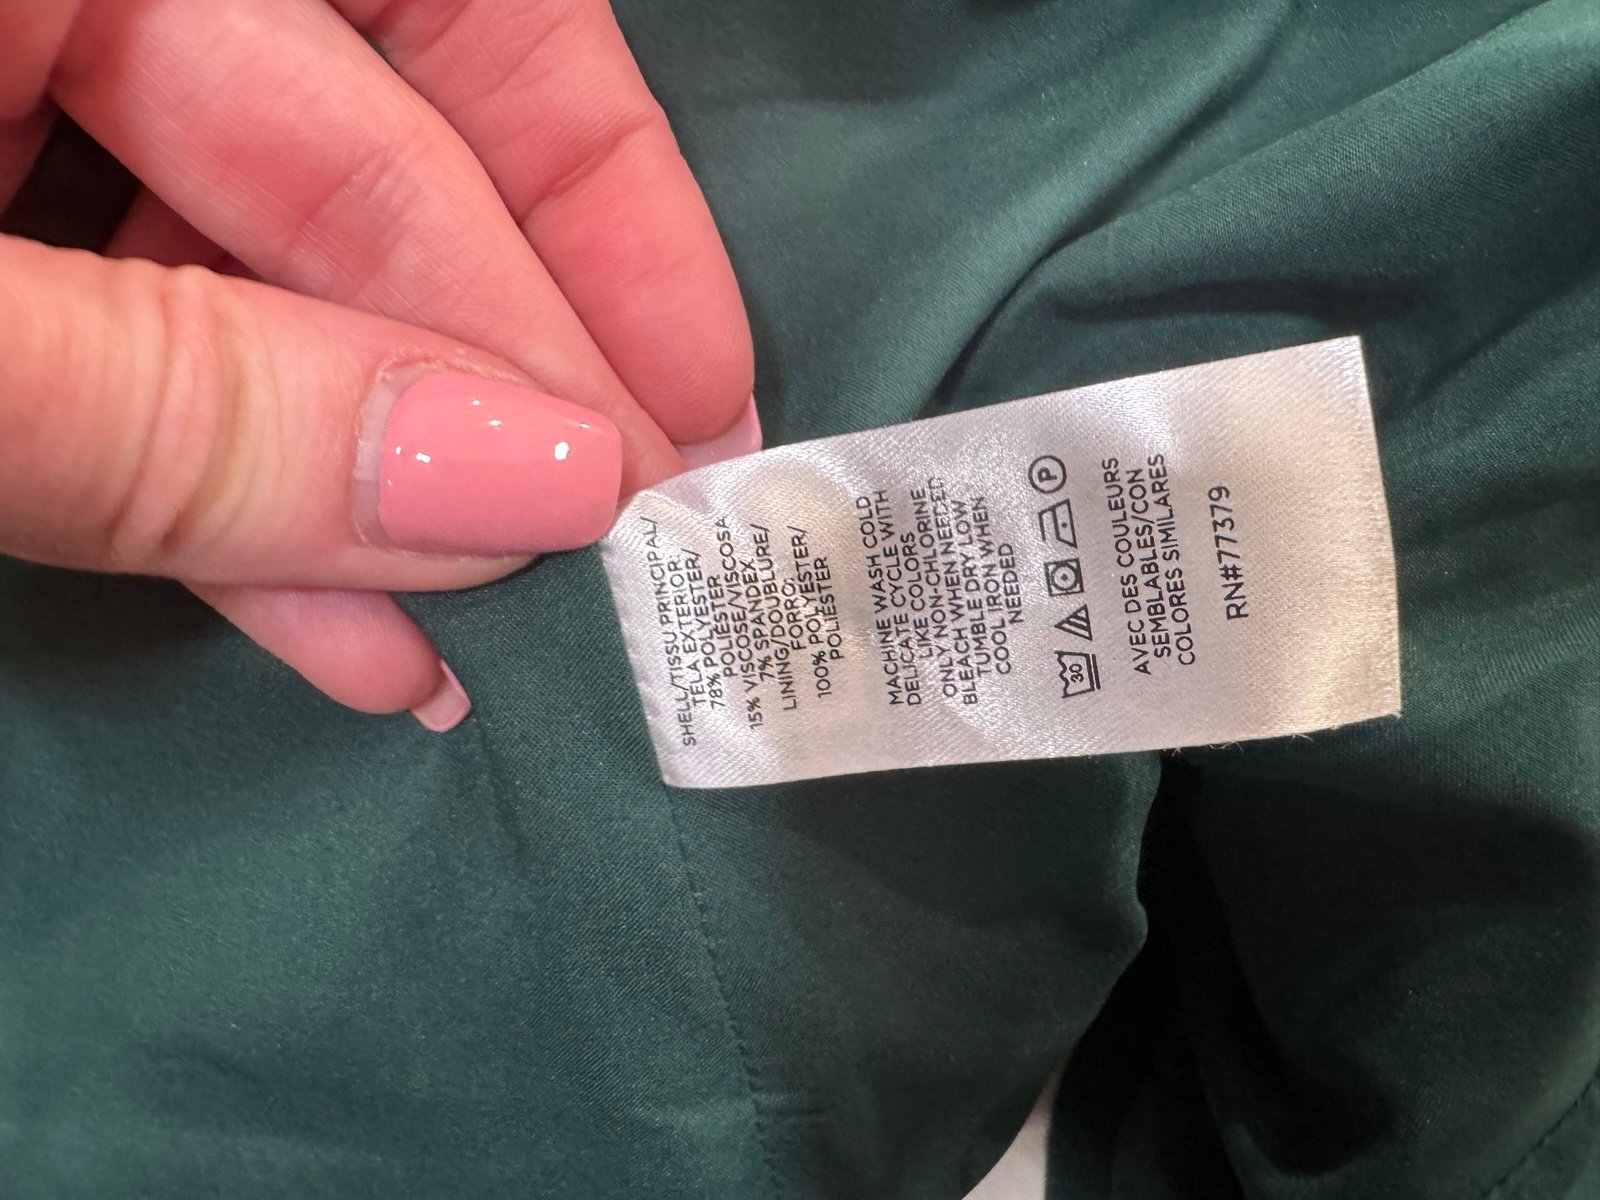 SHELL/TISSU PRINCIPAL/
TELA EXTERIOR
78% POLYESTER/
POLIÉSTER
15% VISCOSE/VISCOSA
7% SPANDEX
LINING/DOUBLURE/
FORRO:
100% POLYESTER/
POLIÉSTER
MACHINE WASH COLD
DELICATE CYCLE WITH
LIKE COLORS
ONLY NON-CHLORINE
BLEACH WHEN NEEDED
TUMBLE DRY LOW
COOL IRON WHEN
NEEDED
30
P
AVEC DES COULEURS
SEMBLABLES/CON
COLORES SIMILARES
RN#77379